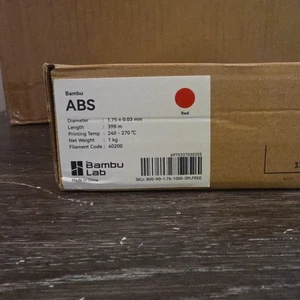 Bambu
ABS
Red
Diameter : 1.75 ± 0.03 mm
Length : 398 m
Printing Temp : 240 - 270 °C
Net Weight : 1 kg
Filament Code : 40200
Bambu
Lab
Made in China